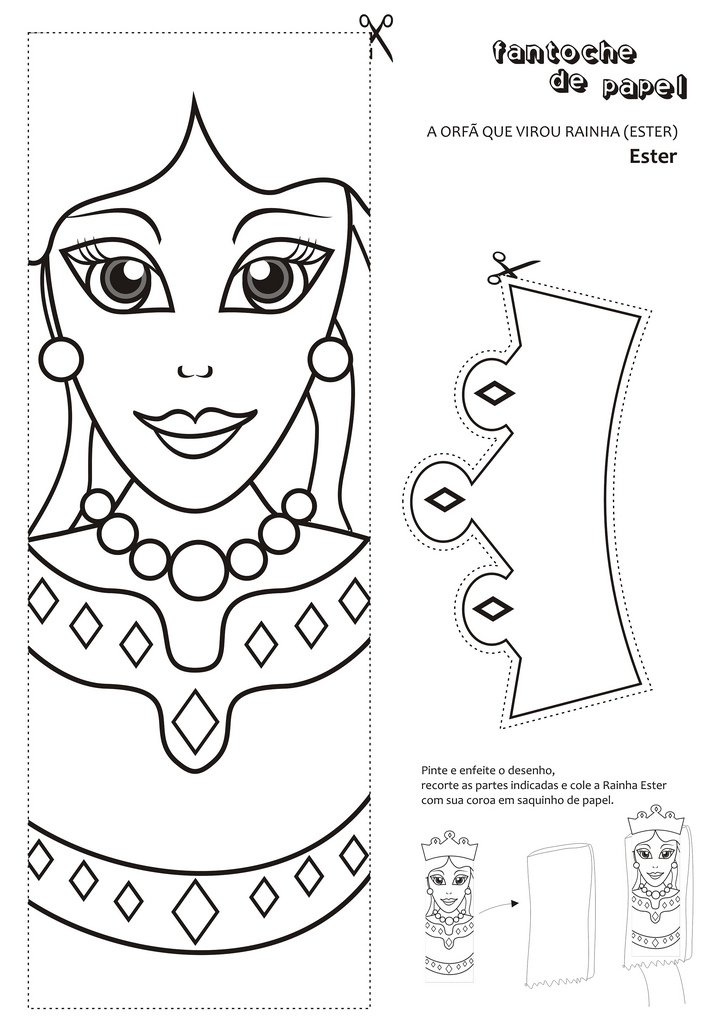 fantoche
de papel
A ORFÃ QUE VIROU RAINHA (ESTER)
Ester
Pinte e enfeite o desenho,
recorte as partes indicadas e cole a Rainha Ester
com sua coroa em saquinho de papel.